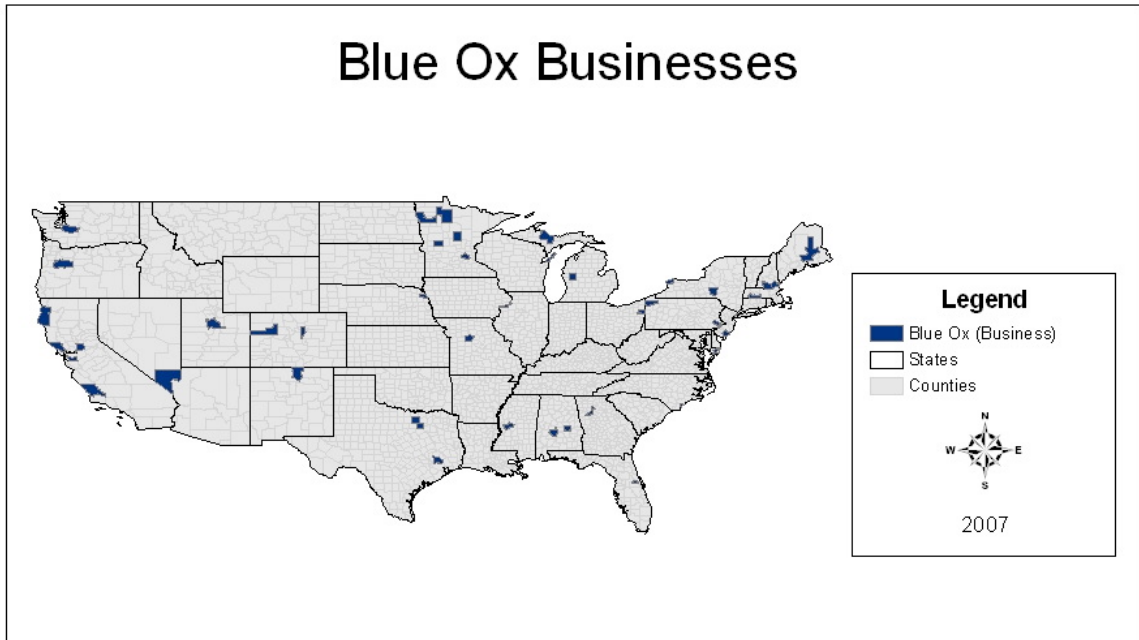 Blue Ox Businesses
Legend
Blue Ox (Business)
States
Counties
N
W E
S
2007